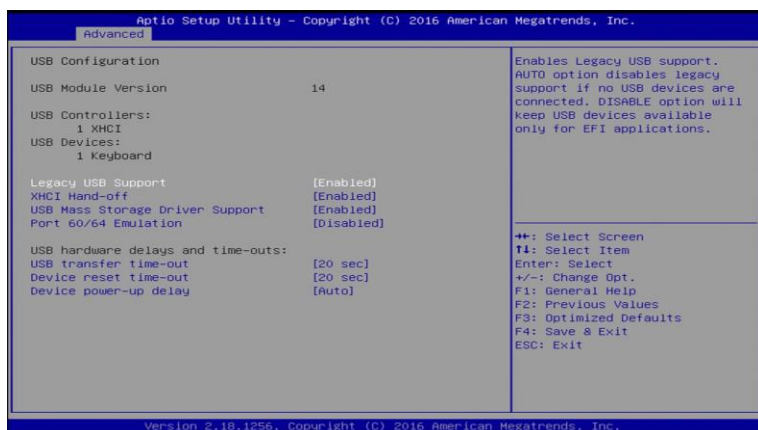 Aptio Setup Utility – Copyright (C) 2016 American Megatrends, Inc.
Advanced
USB Configuration
USB Module Version 14
USB Controllers:
1 XHCI
USB Devices:
1 Keyboard
Legacy USB Support [Enabled]
XHCI Hand-off [Enabled]
USB Mass Storage Driver Support [Enabled]
Port 60/64 Emulation [Disabled]
USB hardware delays and time-outs:
USB transfer time-out [20 sec]
Device reset time-out [20 sec]
Device power-up delay [Auto]
Enables Legacy USB support.
AUTO option disables legacy
support if no USB devices are
connected. DISABLE option will
keep USB devices available
only for EFI applications.
→←: Select Screen
↑↓: Select Item
Enter: Select
+/-: Change Opt.
F1: General Help
F2: Previous Values
F3: Optimized Defaults
F4: Save & Exit
ESC: Exit
Version 2.18.1256. Copyright (C) 2016 American Megatrends, Inc.